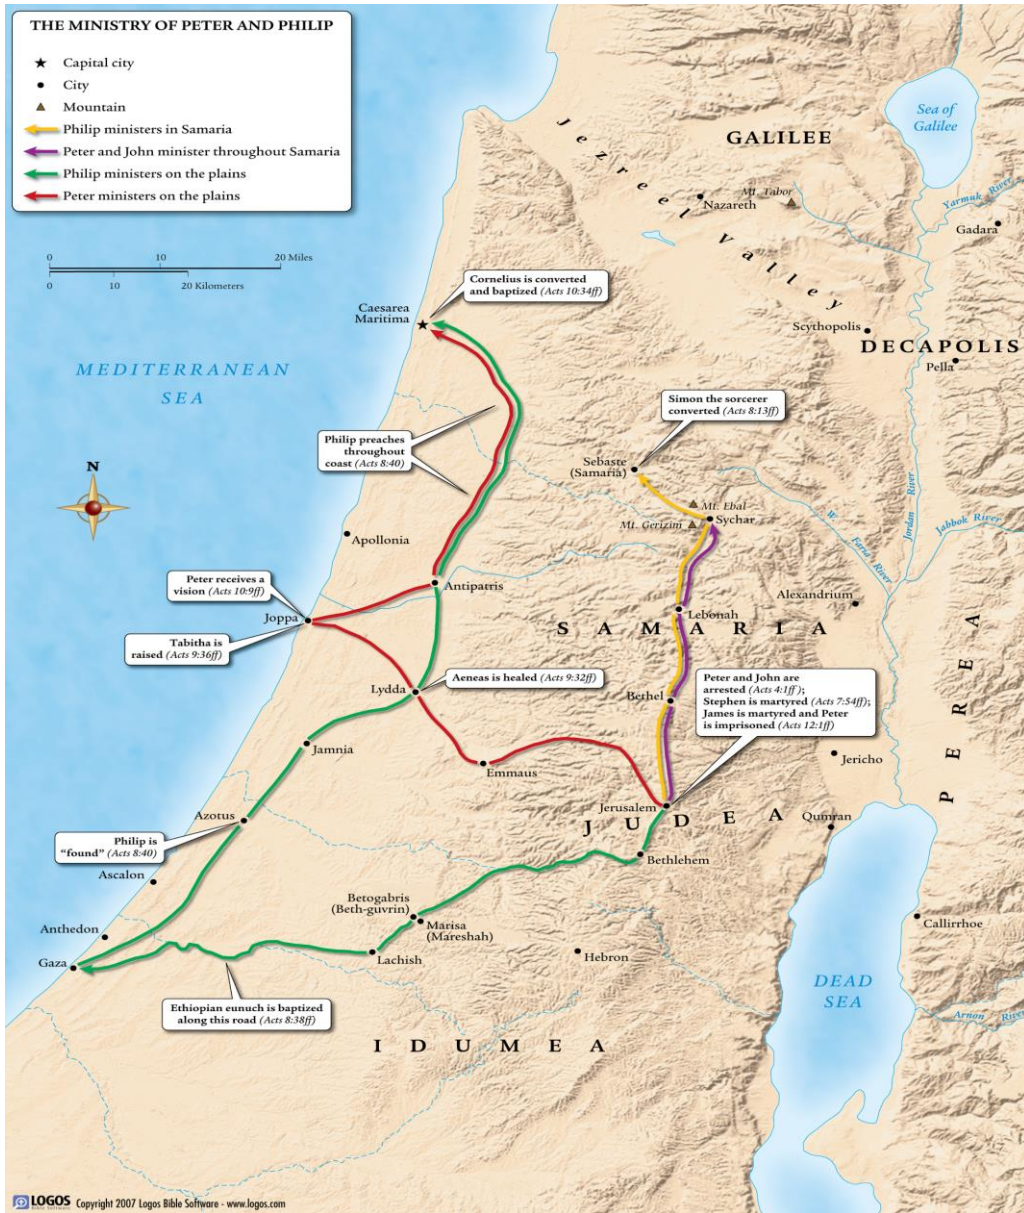 THE MINISTRY OF PETER AND PHILIP
Capital city
City
Mountain
Philip ministers in Samaria
Peter and John minister throughout Samaria
Philip ministers on the plains
Peter ministers on the plains
0 10 20 Miles
0 10 20 Kilometers
Sea of
Galilee
GALILEE
Jezreel Valley
Mt. Tabor
Nazareth
Yarmuk River
Gadara
Cornelius is converted
and baptized (Acts 10:34ff)
Caesarea
Maritima
Scythopolis
DECAPOLIS
Pella
MEDITERRANEAN
SEA
Simon the sorcerer
converted (Acts 8:13ff)
Philip preaches
throughout
coast (Acts 8:40)
Sebaste
(Samaria)
N
Mt. Ebal
Mt. Gerizim
Sychar
W. Faria River
Jordan River
Jabbok River
Apollonia
Antipatris
Peter receives a
vision (Acts 10:9ff)
Joppa
Alexandrium
Lebonah
SAMARIA
Tabitha is
raised (Acts 9:36ff)
Aeneas is healed (Acts 9:32ff)
Lydda
Peter and John are
arrested (Acts 4:1ff);
Stephen is martyred (Acts 7:54ff);
James is martyred and Peter
is imprisoned (Acts 12:1ff)
Bethel
PEREA
Jamnia
Emmaus
Jericho
Jerusalem
JUDEA
Qumran
Azotus
Philip is
"found" (Acts 8:40)
Bethlehem
Ascalon
Betogabris
(Beth-guvrin)
Marisa
(Mareshah)
Anthedon
Callirrhoe
Gaza
Lachish
Hebron
DEAD
SEA
Ethiopian eunuch is baptized
along this road (Acts 8:38ff)
Arnon River
IDUMEA
LOGOS
Bible Software
Copyright 2007 Logos Bible Software - www.logos.com